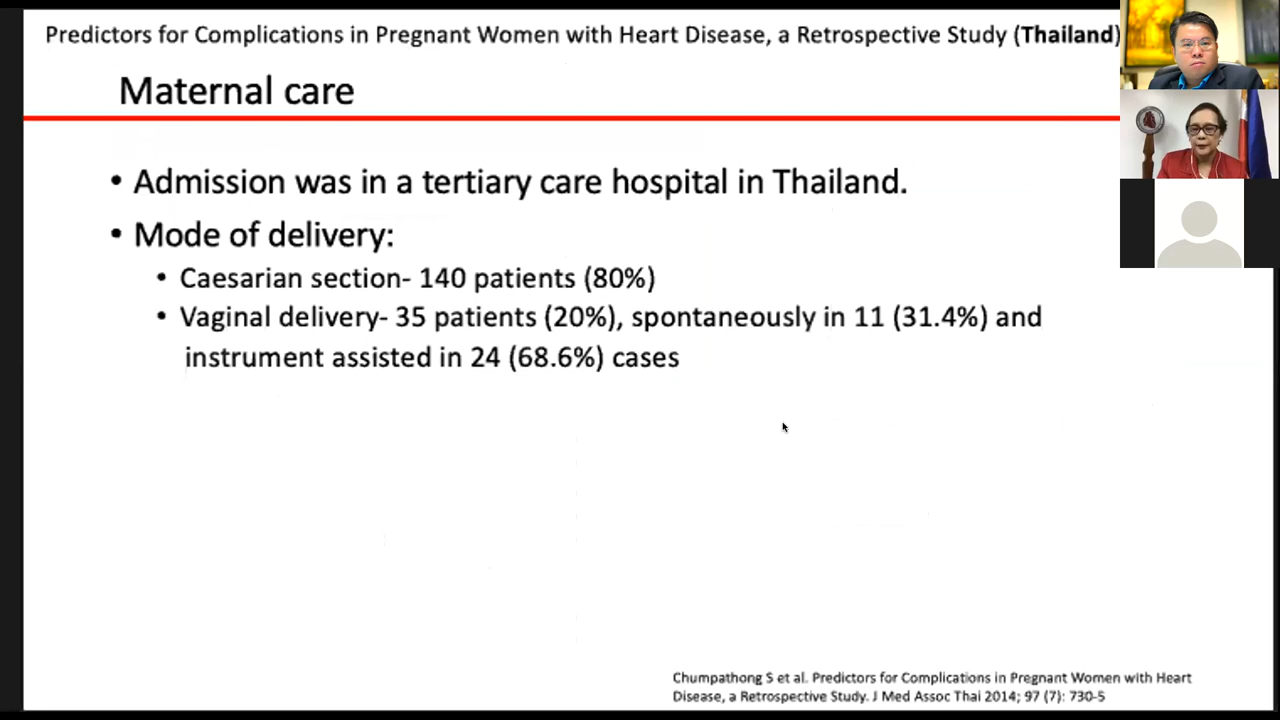 Predictors for Complications in Pregnant Women with Heart Disease, a Retrospective Study (Thailand)
Maternal care
• Admission was in a tertiary care hospital in Thailand.
• Mode of delivery:
• Caesarian section- 140 patients (80%)
• Vaginal delivery- 35 patients (20%), spontaneously in 11 (31.4%) and
instrument assisted in 24 (68.6%) cases
Chumpathong S et al. Predictors for Complications in Pregnant Women with Heart
Disease, a Retrospective Study. J Med Assoc Thai 2014; 97 (7): 730-5